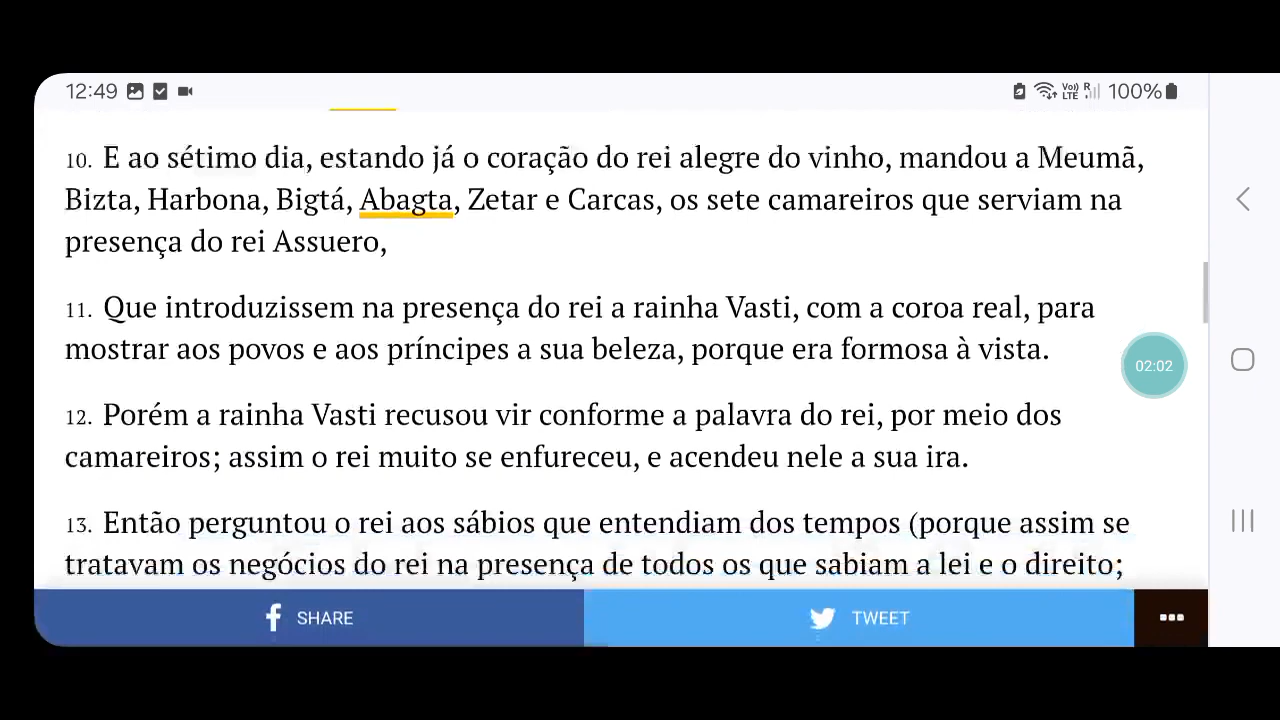 12:49
Vo)) LTE R 100%
10. E ao sétimo dia, estando já o coração do rei alegre do vinho, mandou a Meumã,
Bizta, Harbona, Bigtá, Abagta, Zetar e Carcas, os sete camareiros que serviam na
presença do rei Assuero,
11. Que introduzissem na presença do rei a rainha Vasti, com a coroa real, para
mostrar aos povos e aos príncipes a sua beleza, porque era formosa à vista.
02:02
12. Porém a rainha Vasti recusou vir conforme a palavra do rei, por meio dos
camareiros; assim o rei muito se enfureceu, e acendeu nele a sua ira.
13. Então perguntou o rei aos sábios que entendiam dos tempos (porque assim se
tratavam os negócios do rei na presença de todos os que sabiam a lei e o direito;
SHARE
TWEET